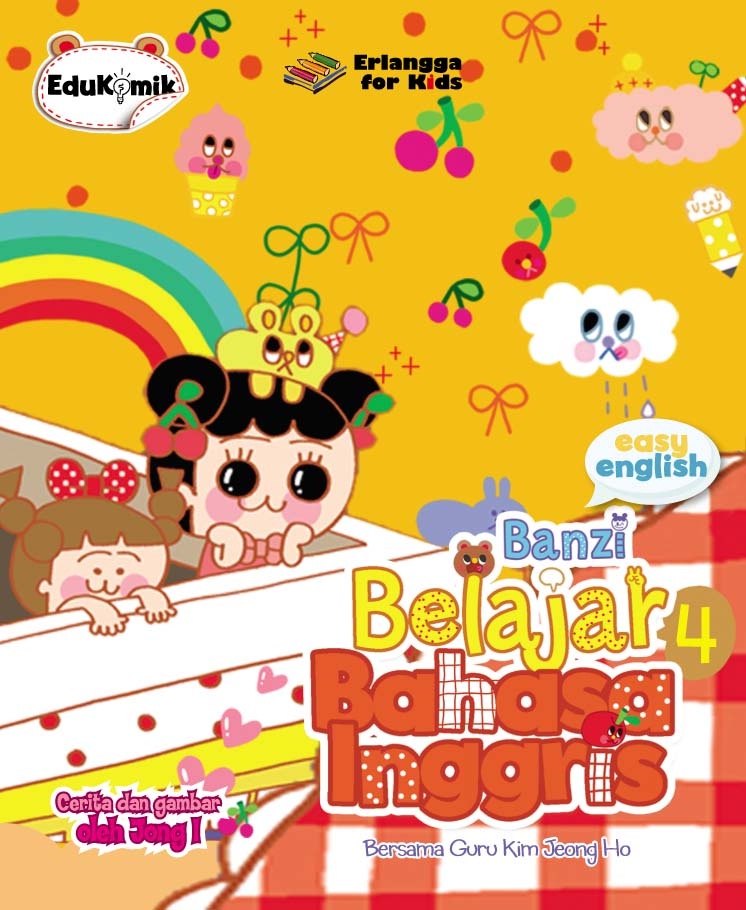 EduKomik
Erlangga
for Kids
easy
english
Banzi
Belajar 4
Bahasa
Inggris
Cerita dan gambar
oleh Jong I
Bersama Guru Kim Jeong Ho